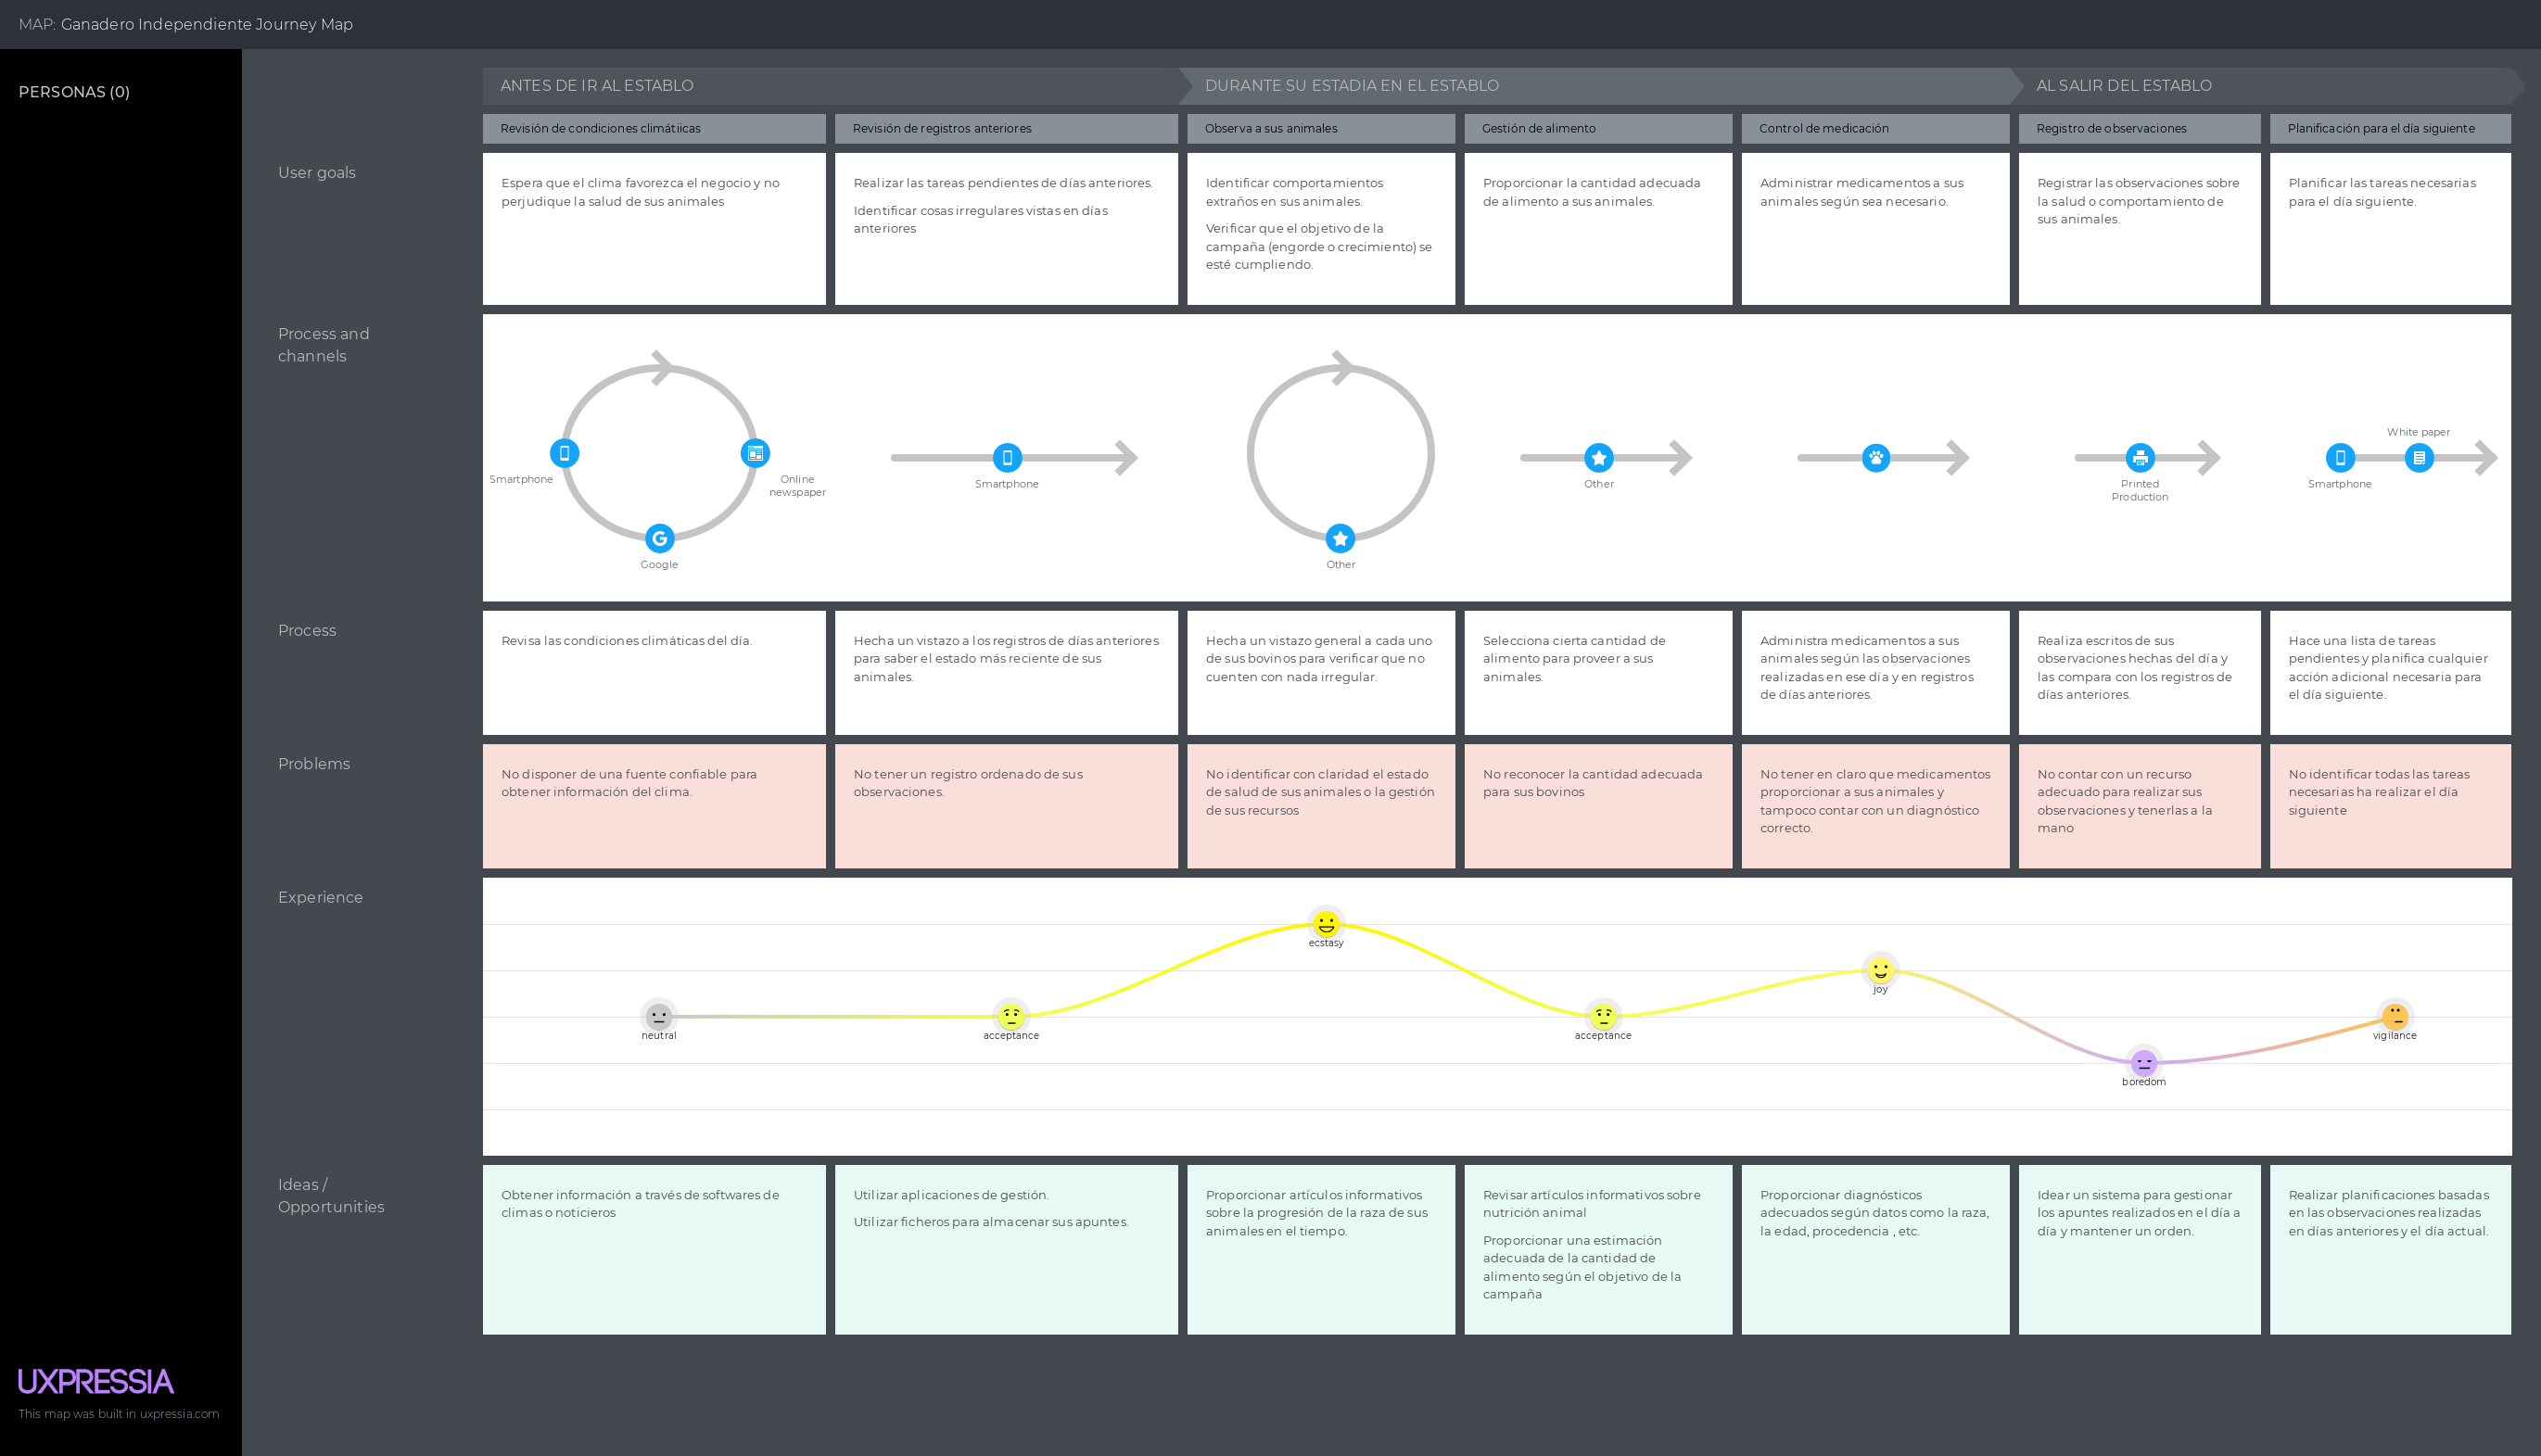 MAP: Ganadero Independiente Journey Map
PERSONAS (0)
ANTES DE IR AL ESTABLO
DURANTE SU ESTADIA EN EL ESTABLO
AL SALIR DEL ESTABLO
Revisión de condiciones climátiicas
Revisión de registros anteriores
Observa a sus animales
Gestión de alimento
Control de medicación
Registro de observaciones
Planificación para el día siguiente
User goals
Espera que el clima favorezca el negocio y no
perjudique la salud de sus animales
Realizar las tareas pendientes de días anteriores.
Identificar cosas irregulares vistas en días
anteriores
Identificar comportamientos
extraños en sus animales.
Verificar que el objetivo de la
campaña (engorde o crecimiento) se
esté cumpliendo.
Proporcionar la cantidad adecuada
de alimento a sus animales.
Administrar medicamentos a sus
animales según sea necesario.
Registrar las observaciones sobre
la salud o comportamiento de
sus animales.
Planificar las tareas necesarias
para el día siguiente.
Process and
channels
Smartphone
Online
newspaper
Google
Smartphone
Other
Other
Printed
Production
Smartphone
White paper
Process
Revisa las condiciones climáticas del día.
Hecha un vistazo a los registros de días anteriores
para saber el estado más reciente de sus
animales.
Hecha un vistazo general a cada uno
de sus bovinos para verificar que no
cuenten con nada irregular.
Selecciona cierta cantidad de
alimento para proveer a sus
animales.
Administra medicamentos a sus
animales según las observaciones
realizadas en ese día y en registros
de días anteriores.
Realiza escritos de sus
observaciones hechas del día y
las compara con los registros de
días anteriores.
Hace una lista de tareas
pendientes y planifica cualquier
acción adicional necesaria para
el día siguiente.
Problems
No disponer de una fuente confiable para
obtener información del clima.
No tener un registro ordenado de sus
observaciones.
No identificar con claridad el estado
de salud de sus animales o la gestión
de sus recursos
No reconocer la cantidad adecuada
para sus bovinos
No tener en claro que medicamentos
proporcionar a sus animales y
tampoco contar con un diagnóstico
correcto.
No contar con un recurso
adecuado para realizar sus
observaciones y tenerlas a la
mano
No identificar todas las tareas
necesarias ha realizar el día
siguiente
Experience
neutral
acceptance
ecstasy
acceptance
joy
boredom
vigilance
Ideas /
Opportunities
Obtener información a través de softwares de
climas o noticieros
Utilizar aplicaciones de gestión.
Utilizar ficheros para almacenar sus apuntes.
Proporcionar artículos informativos
sobre la progresión de la raza de sus
animales en el tiempo.
Revisar artículos informativos sobre
nutrición animal
Proporcionar una estimación
adecuada de la cantidad de
alimento según el objetivo de la
campaña
Proporcionar diagnósticos
adecuados según datos como la raza,
la edad, procedencia , etc.
Idear un sistema para gestionar
los apuntes realizados en el día a
día y mantener un orden.
Realizar planificaciones basadas
en las observaciones realizadas
en días anteriores y el día actual.
UXPRESSIA
This map was built in uxpressia.com